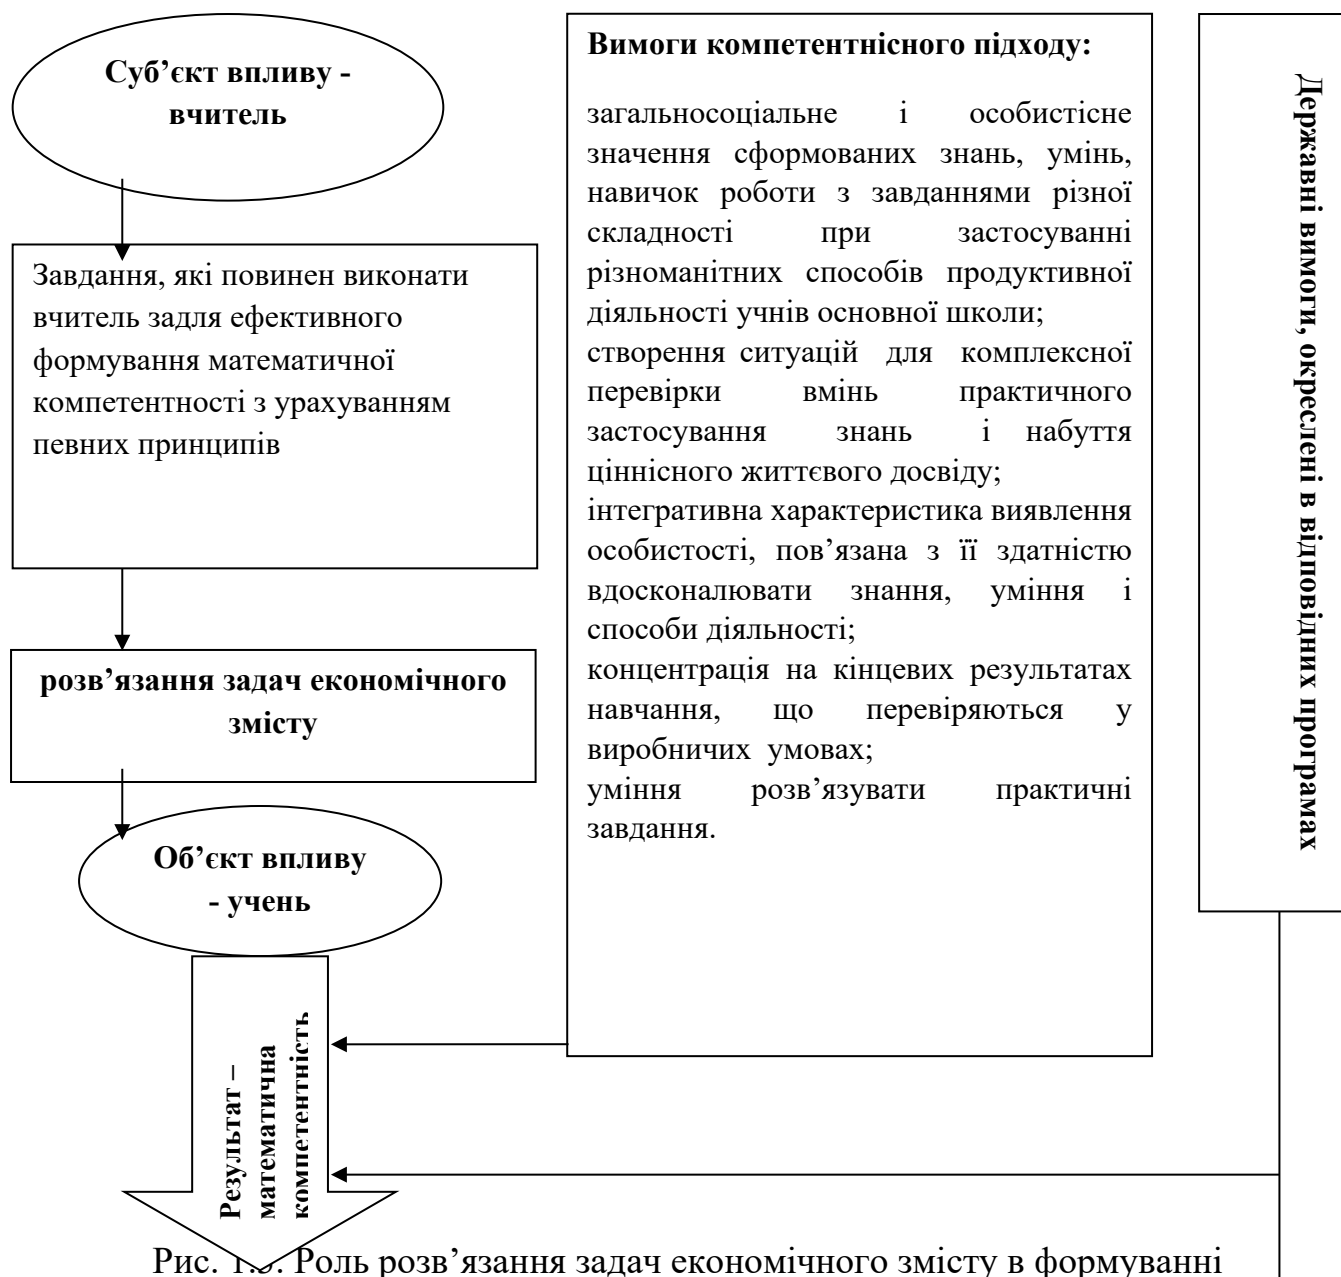 Суб’єкт впливу -
вчитель
Завдання, які повинен виконати
вчитель задля ефективного
формування математичної
компетентності з урахуванням
певних принципів
розв’язання задач економічного
змісту
Об’єкт впливу
- учень
Результат –
математична
компетентність
Вимоги компетентнісного підходу:
загальносоціальне і особистісне
значення сформованих знань, умінь,
навичок роботи з завданнями різної
складності при застосуванні
різноманітних способів продуктивної
діяльності учнів основної школи;
створення ситуацій для комплексної
перевірки вмінь практичного
застосування знань і набуття
ціннісного життєвого досвіду;
інтегративна характеристика виявлення
особистості, пов’язана з її здатністю
вдосконалювати знання, уміння і
способи діяльності;
концентрація на кінцевих результатах
навчання, що перевіряються у
виробничих умовах;
уміння розв’язувати практичні
завдання.
Державні вимоги, окреслені в відповідних програмах
Рис. Роль розв’язання задач економічного змісту в формуванні